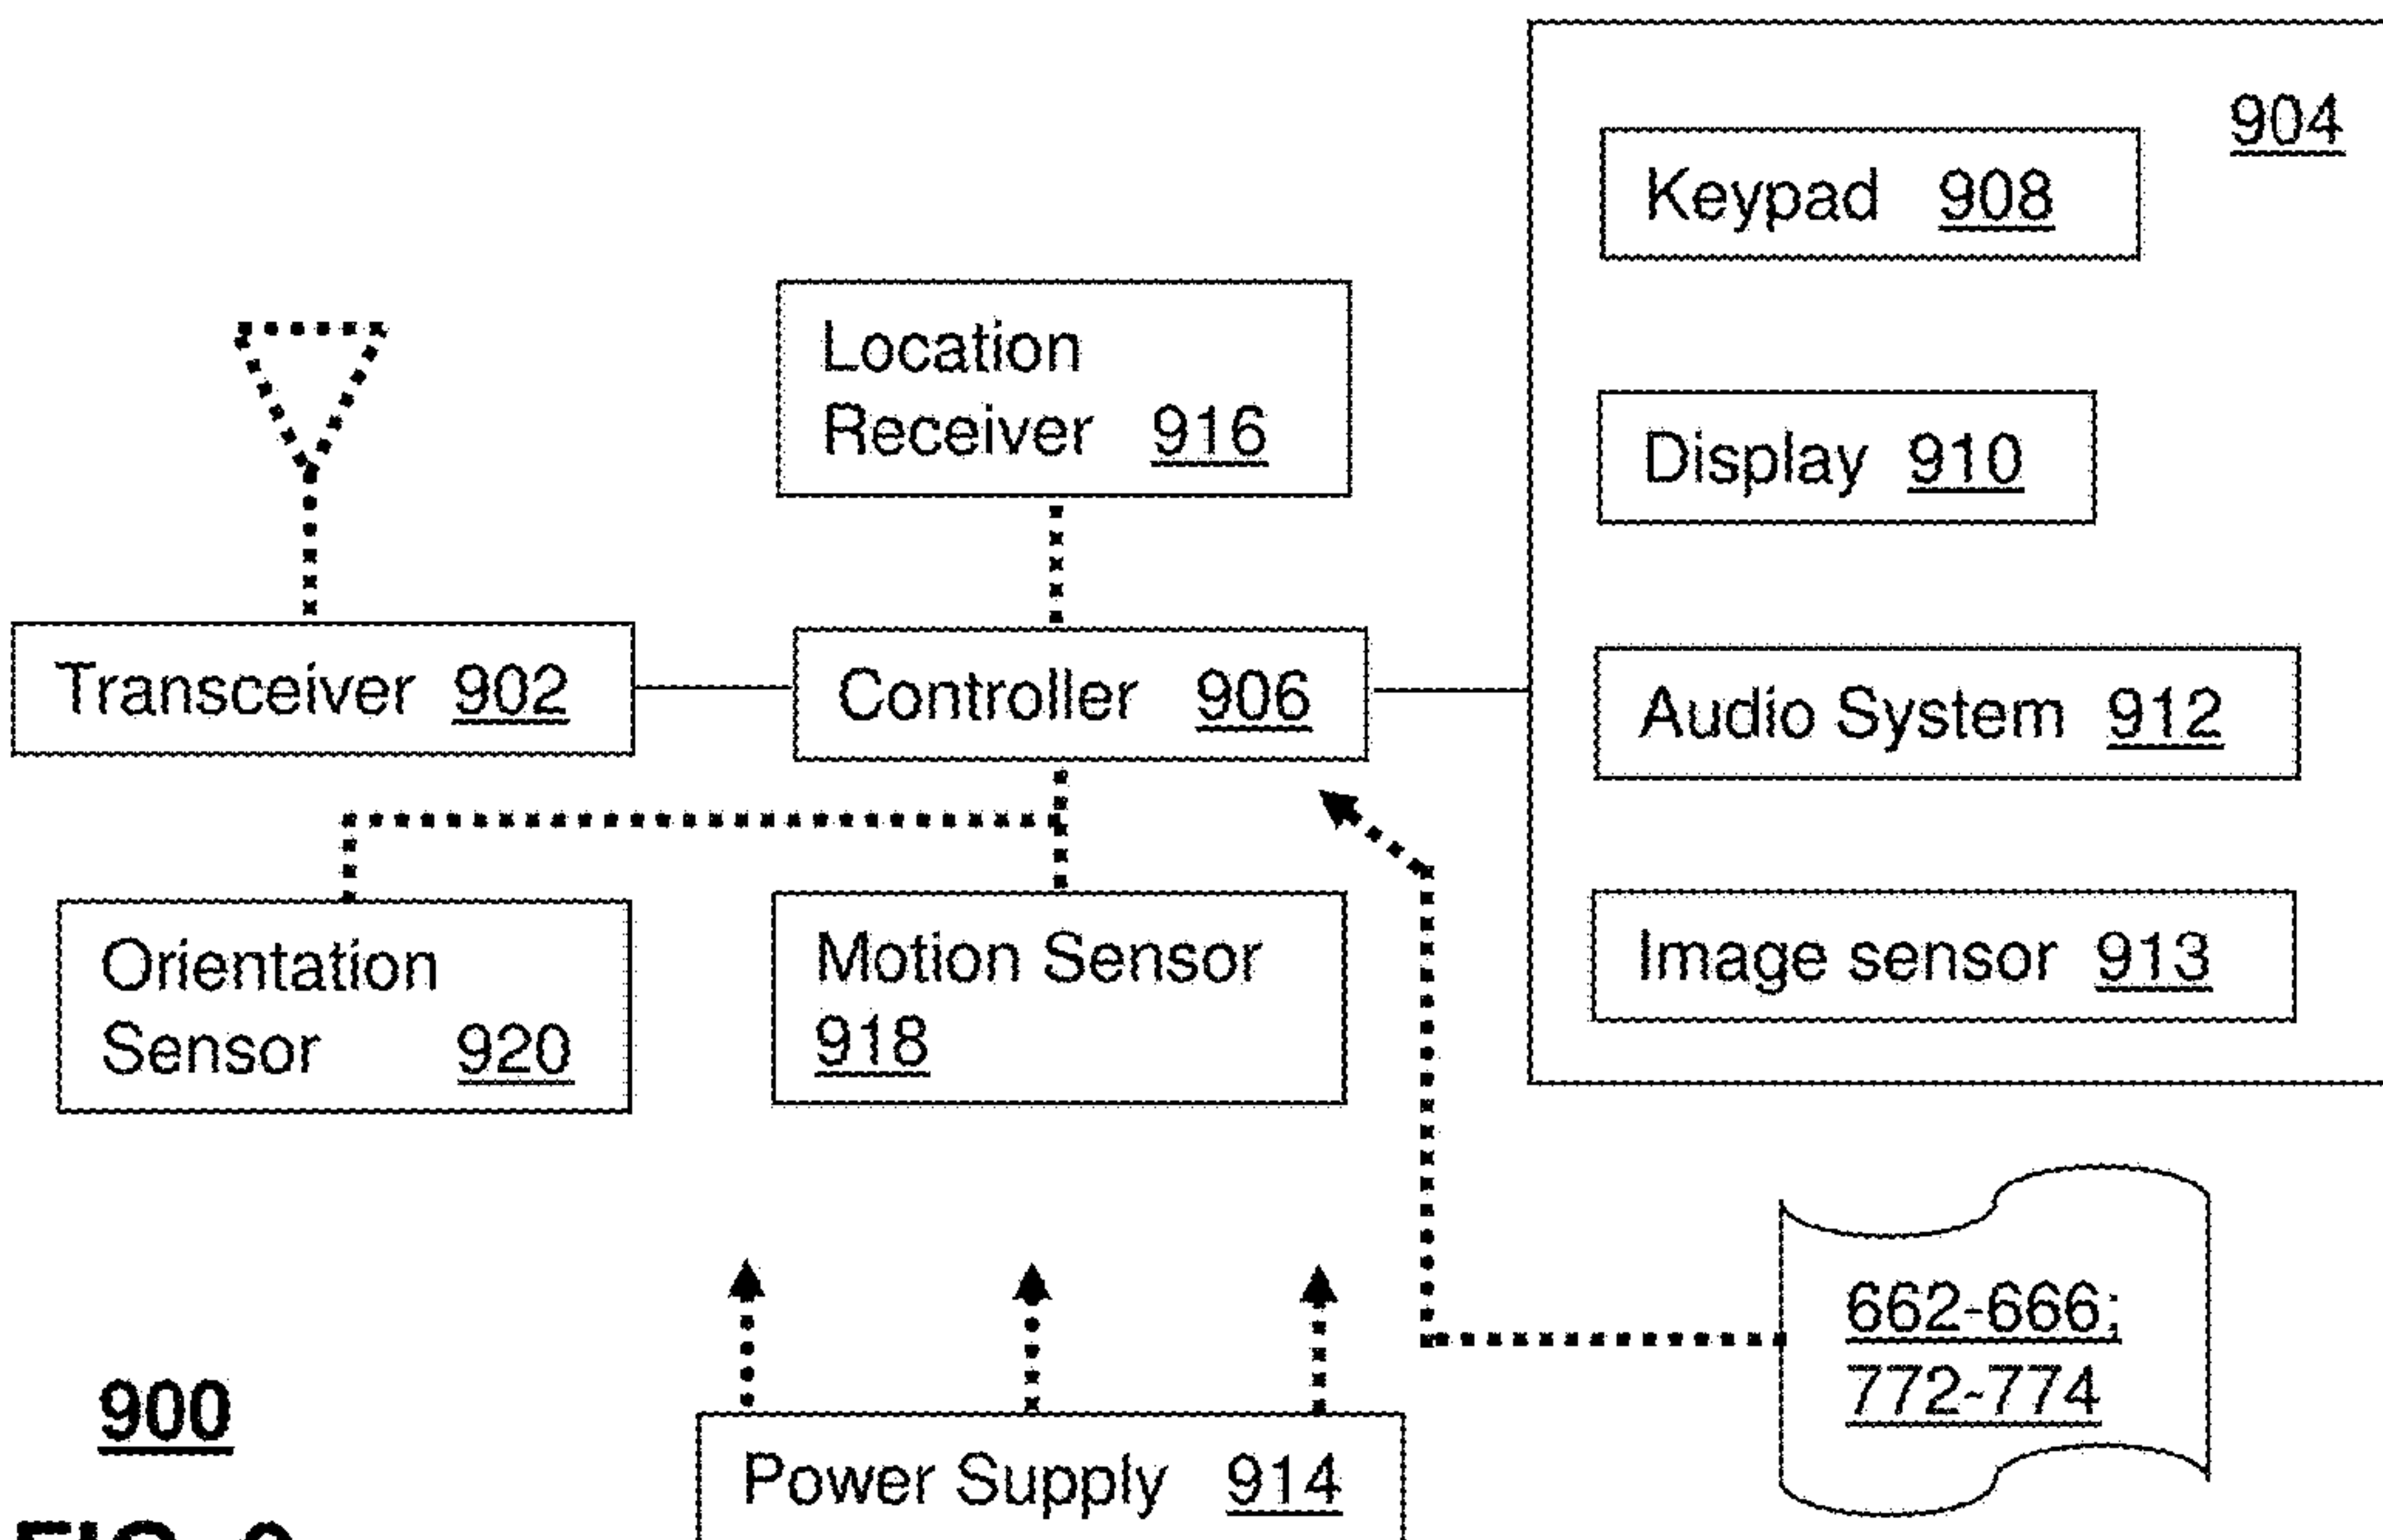 904
Keypad 908
Location
Receiver 916
Display 910
Transceiver 902
Controller 906
Audio System 912
Orientation
Sensor 920
Motion Sensor
918
Image sensor 913
662-666;
772-774
900
Power Supply 914